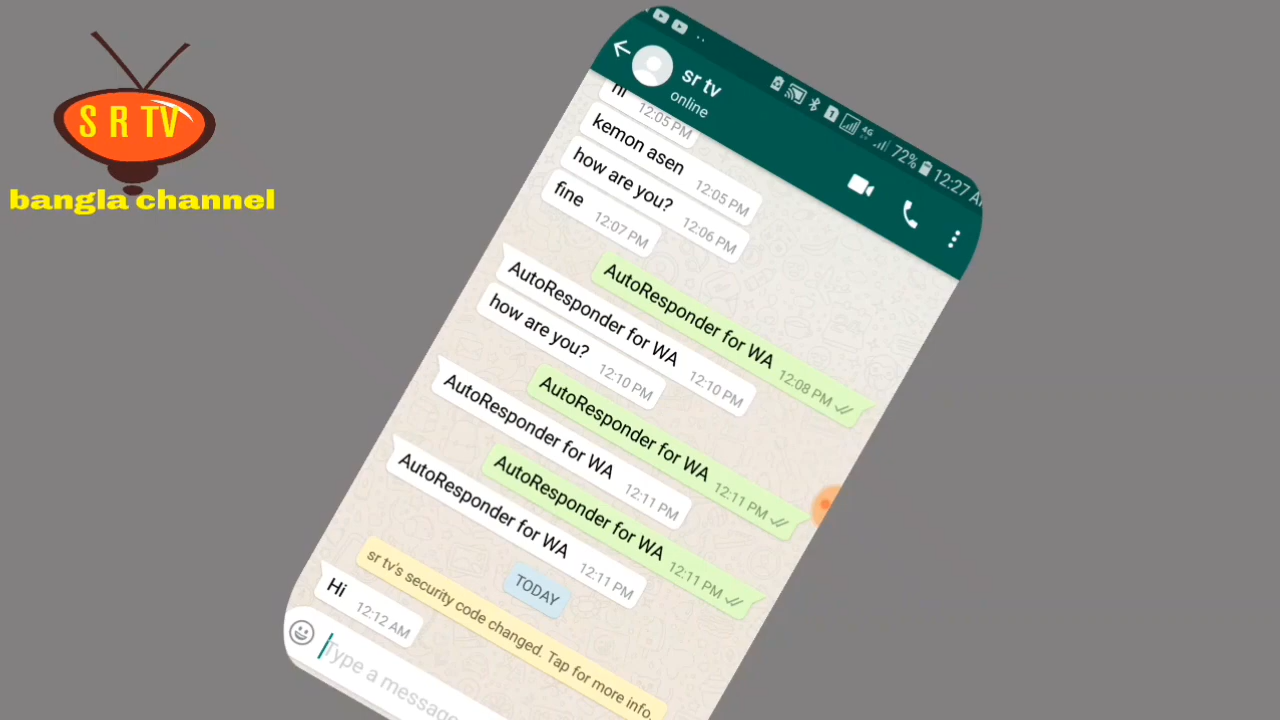 S R TV
bangla channel
72%
12:27 A
sr tv
online
hi
12:05 PM
kemon asen
12:05 PM
how are you?
12:06 PM
fine
12:07 PM
AutoResponder for WA
12:08 PM
AutoResponder for WA
12:10 PM
how are you?
12:10 PM
AutoResponder for WA
12:11 PM
AutoResponder for WA
12:11 PM
AutoResponder for WA
12:11 PM
AutoResponder for WA
12:11 PM
TODAY
sr tv's security code changed. Tap for more info.
Hi
12:12 AM
Type a message